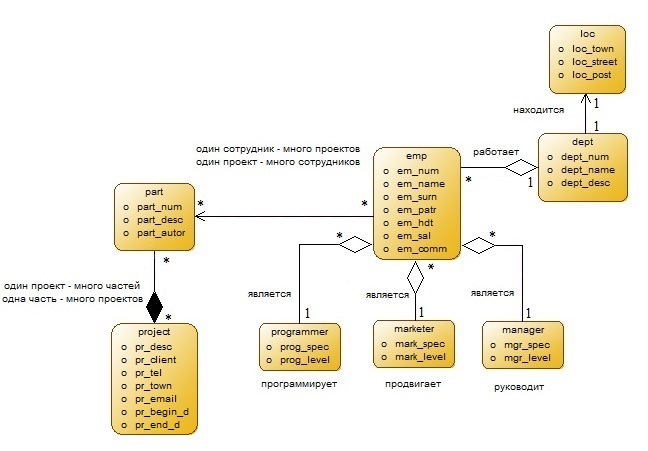 loc
loc_town
loc_street
loc_post
находится
1
1
dept
dept_num
dept_name
dept_desc
работает
*
1
один сотрудник - много проектов
один проект - много сотрудников
emp
em_num
em_name
em_surn
em_patr
em_hdt
em_sal
em_comm
*
*
part
part_num
part_desc
part_autor
*
один проект - много частей
одна часть - много проектов
*
project
pr_desc
pr_client
pr_tel
pr_town
pr_email
pr_begin_d
pr_end_d
*
является
1
programmer
prog_spec
prog_level
программирует
*
является
1
marketer
mark_spec
mark_level
продвигает
*
является
1
manager
mgr_spec
mgr_level
руководит